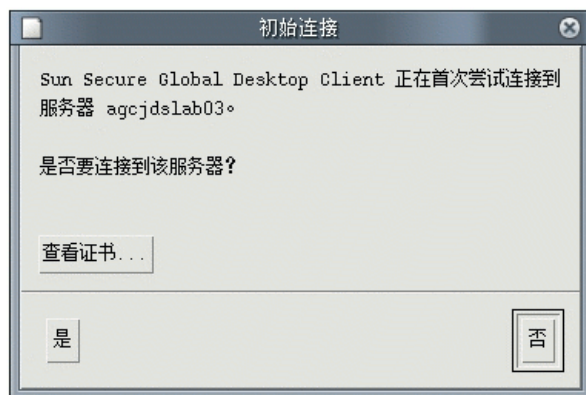 初始连接
Sun Secure Global Desktop Client 正在首次尝试连接到
服务器 agcjdslab03。
是否要连接到该服务器?
查看证书...
是
否